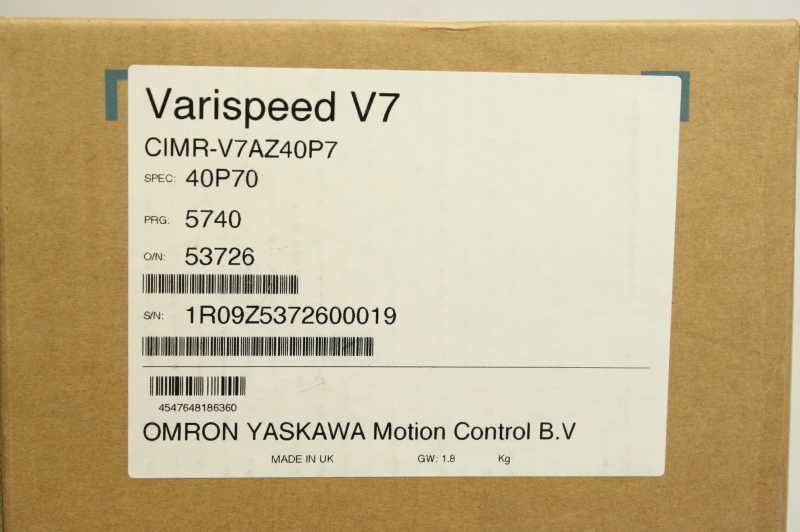 Varispeed V7
CIMR-V7AZ40P7
SPEC: 40P70
PRG: 5740
O/N: 53726
S/N: 1R09Z5372600019
4547648186360
OMRON YASKAWA Motion Control B.V
MADE IN UK GW: 1.8 Kg